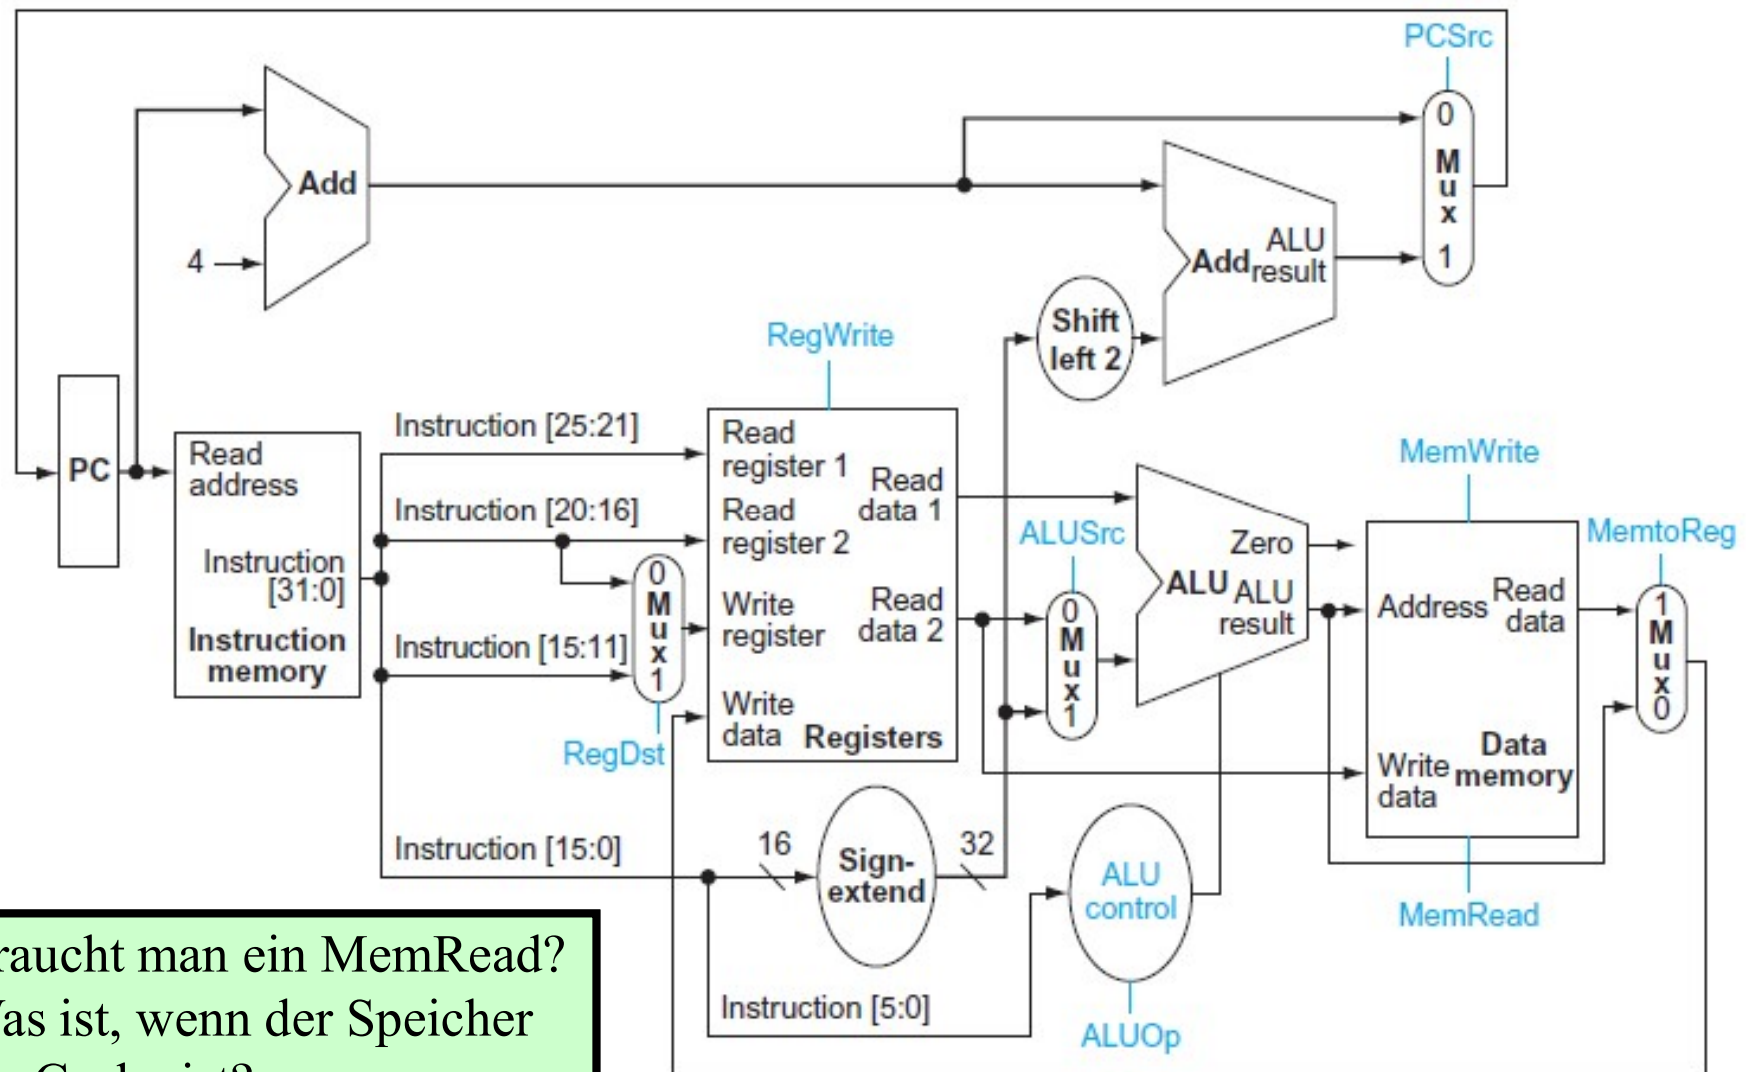 PCSrc
0
M
u
x
1
Add
4
ALU
Add result
Shift
left 2
RegWrite
PC
Read
address
Instruction
[31:0]
Instruction
memory
Instruction [25:21]
Instruction [20:16]
Instruction [15:11]
Instruction [15:0]
0
M
u
x
1
RegDst
Read
register 1
Read
register 2
Write
register
Write
data
Read
data 1
Read
data 2
Registers
ALUSrc
0
M
u
x
1
Zero
ALU
ALU
result
MemWrite
Address
Read
data
Write
data
Data
memory
MemRead
MemtoReg
1
M
u
x
0
16
Sign-
extend
32
ALU
control
Instruction [5:0]
ALUOp
man ein MemRead?
ist, wenn der Speicher